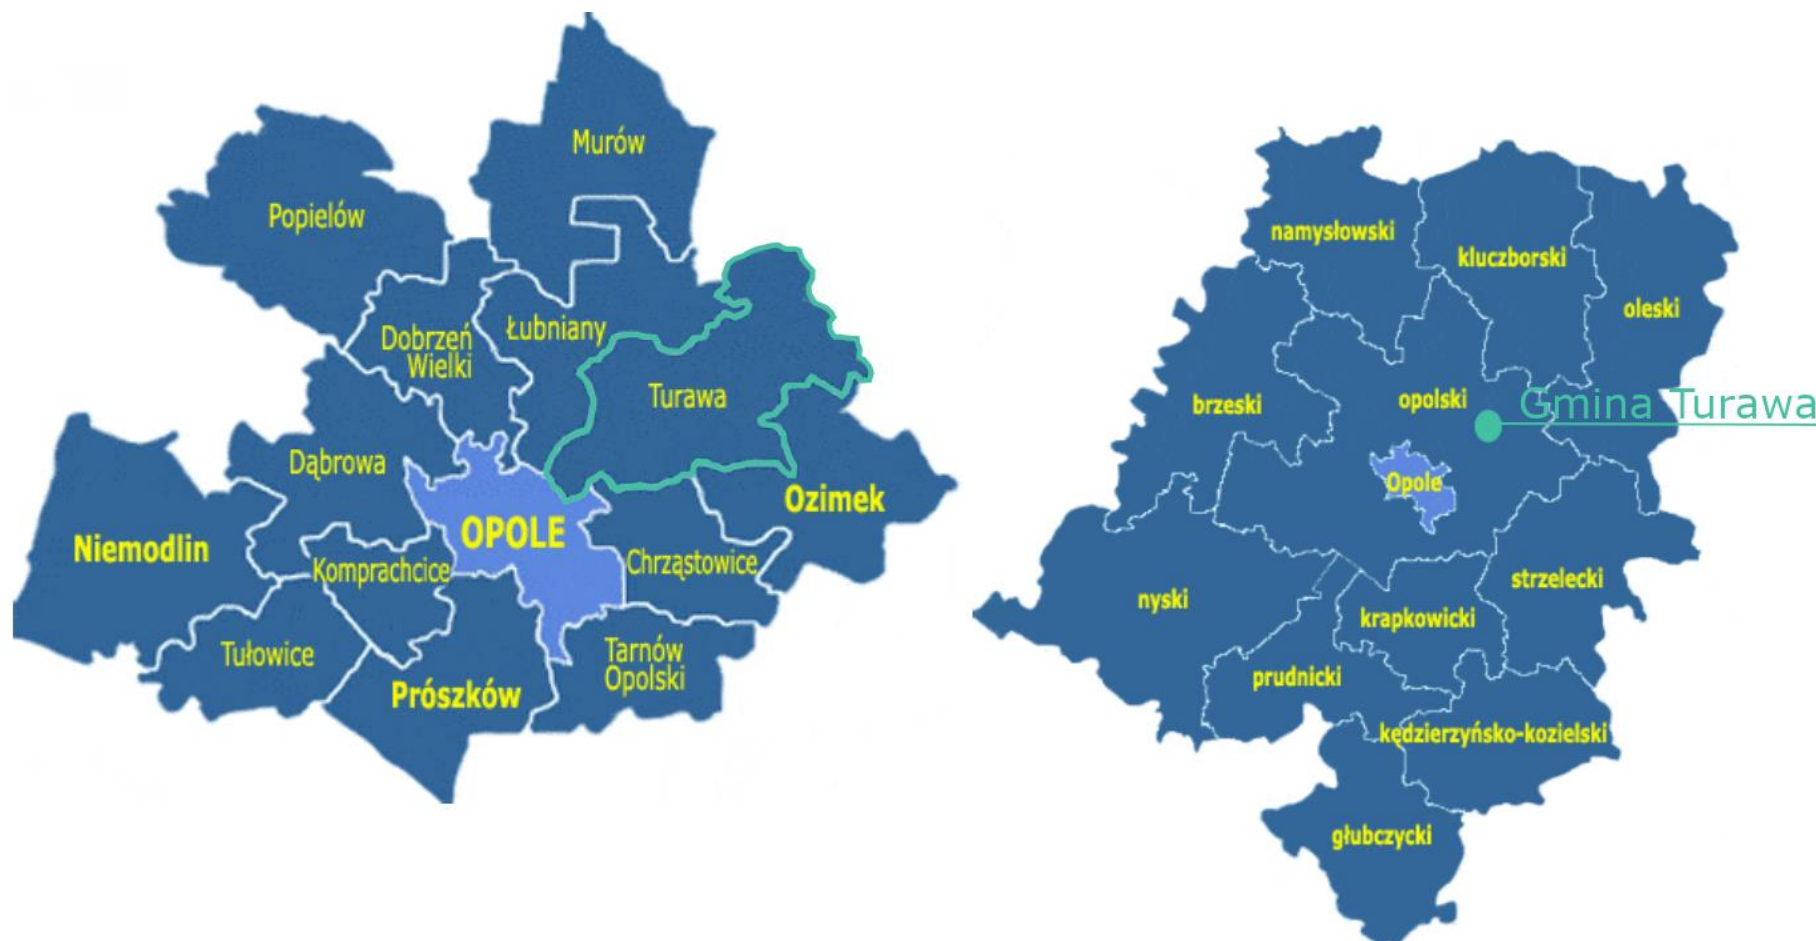 Murów
Popielów
Dobrzeń
Wielki
Łubniany
Turawa
Dąbrowa
Niemodlin
OPOLE
Ozimek
Komprachcice
Chrząstowice
Tułowice
Prószków
Tarnów
Opolski
namysłowski
kluczborski
oleski
brzeski
opolski
Gmina Turawa
Opole
nyski
strzelecki
krapkowicki
prudnicki
kędzierzyńsko-kozielski
głubczycki